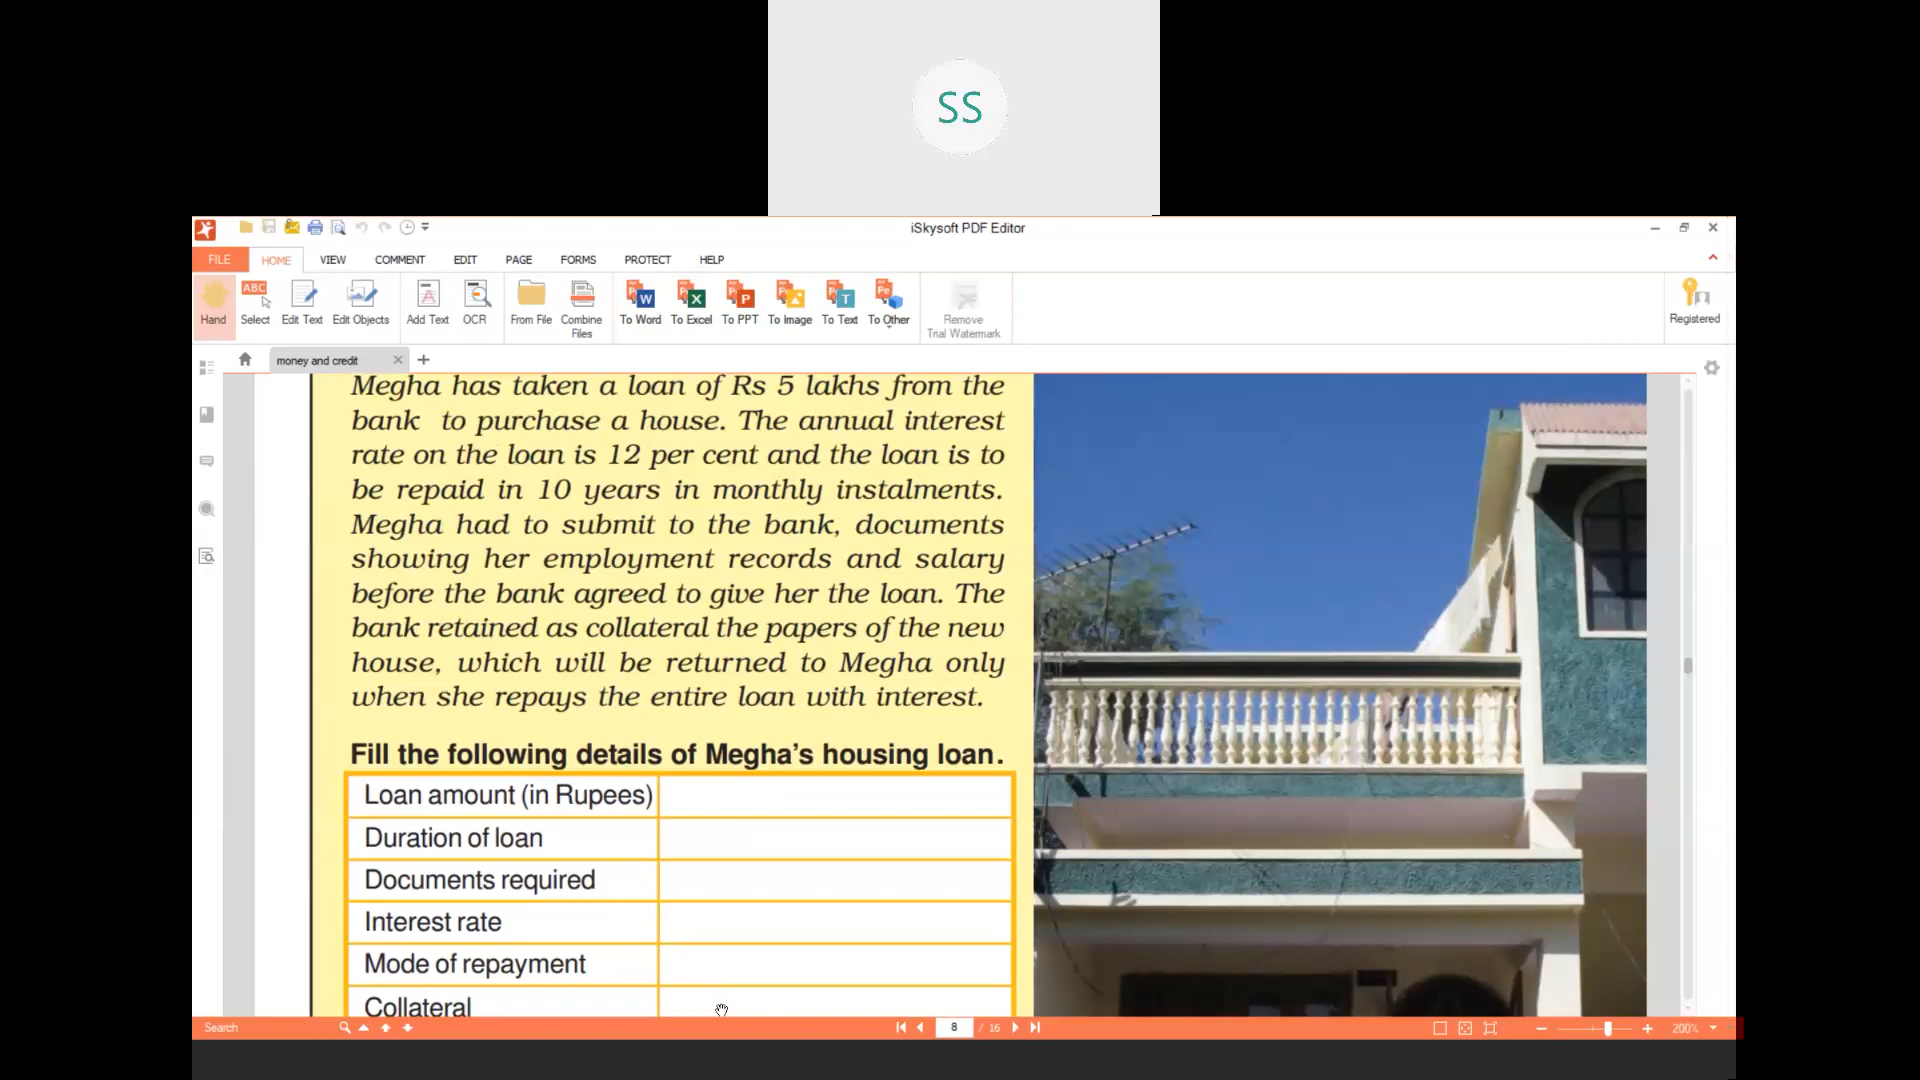 SS
iSkysoft PDF Editor
FILE HOME VIEW COMMENT EDIT PAGE FORMS PROTECT HELP
ABC
Hand Select Edit Text Edit Objects Add Text OCR From File Combine Files To Word To Excel To PPT To Image To Text To Other Remove Trial Watermark Registered
money and credit
Megha has taken a loan of Rs 5 lakhs from the
bank to purchase a house. The annual interest
rate on the loan is 12 per cent and the loan is to
be repaid in 10 years in monthly instalments.
Megha had to submit to the bank, documents
showing her employment records and salary
before the bank agreed to give her the loan. The
bank retained as collateral the papers of the new
house, which will be returned to Megha only
when she repays the entire loan with interest.
Fill the following details of Megha's housing loan.
Loan amount (in Rupees)
Duration of loan
Documents required
Interest rate
Mode of repayment
Collateral
Search 8 / 16 200%